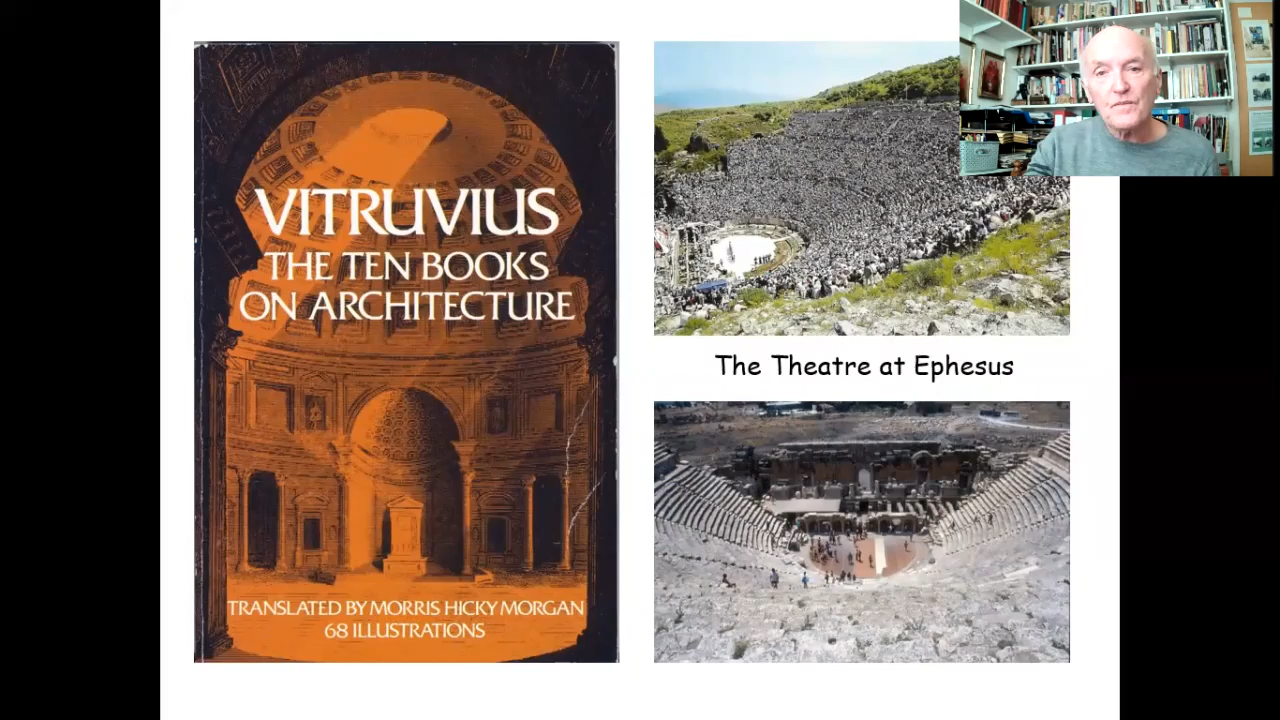 VITRUVIUS
THE TEN BOOKS
ON ARCHITECTURE
TRANSLATED BY MORRIS HICKY MORGAN
68 ILLUSTRATIONS
The Theatre at Ephesus